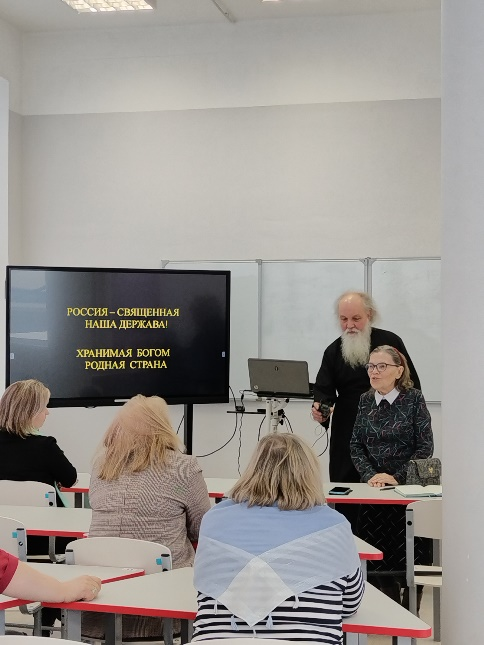 РОССИЯ – СВЯЩЕННАЯ
НАША ДЕРЖАВА!
ХРАНИМАЯ БОГОМ
РОДНАЯ СТРАНА